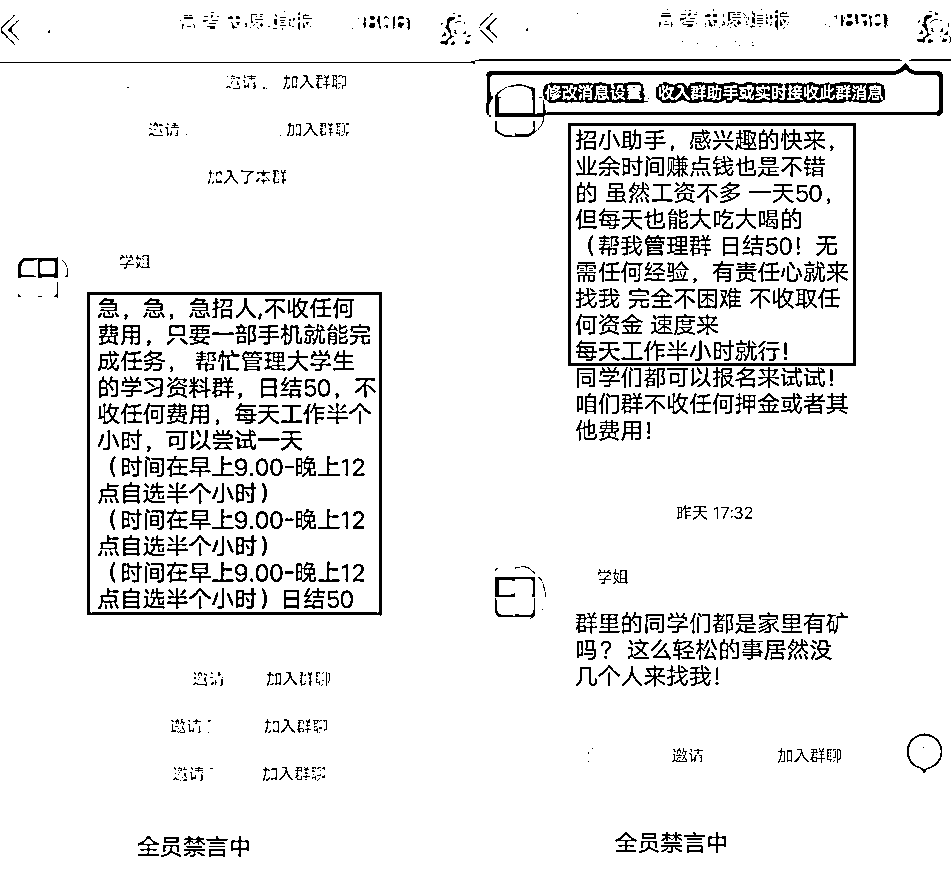 高考志愿填报
邀请 加入群聊
邀请 加入群聊
加入了本群
学姐
急，急，急招人,不收任何
费用，只要一部手机就能完
成任务， 帮忙管理大学生
的学习资料群，日结50，不
收任何费用，每天工作半个
小时，可以尝试一天
（时间在早上9.00-晚上12
点自选半个小时）
（时间在早上9.00-晚上12
点自选半个小时）
（时间在早上9.00-晚上12
点自选半个小时）日结50
邀请 加入群聊
邀请 加入群聊
邀请 加入群聊
全员禁言中
高考志愿填报
修改消息设置，收入群助手或实时接收此群消息
招小助手，感兴趣的快来，
业余时间赚点钱也是不错
的 虽然工资不多 一天50，
但每天也能大吃大喝的
（帮我管理群 日结50！无
需任何经验，有责任心就来
找我 完全不困难 不收取任
何资金 速度来
每天工作半小时就行！
同学们都可以报名来试试！
咱们群不收任何押金或者其
他费用！
昨天 17:32
学姐
群里的同学们都是家里有矿
吗？ 这么轻松的事居然没
几个人来找我！
邀请 加入群聊
全员禁言中